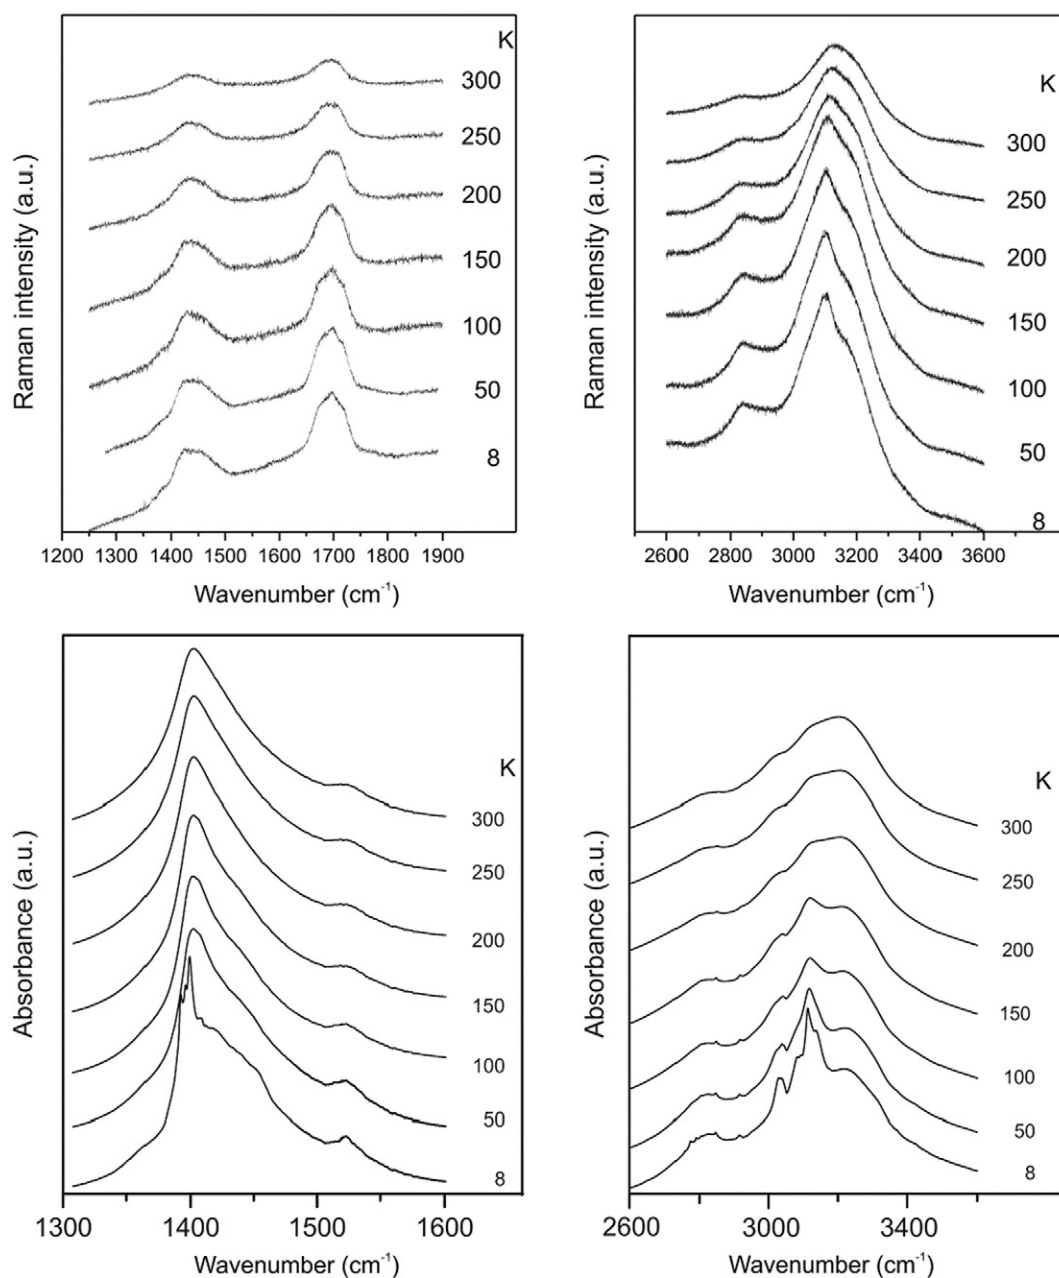 K
300
250
200
150
100
50
8
Raman intensity (a.u.)
1200 1300 1400 1500 1600 1700 1800 1900
Wavenumber (cm⁻¹)
K
300
250
200
150
100
50
8
Raman intensity (a.u.)
2600 2800 3000 3200 3400 3600
Wavenumber (cm⁻¹)
K
300
250
200
150
100
50
8
Absorbance (a.u.)
1300 1400 1500 1600
Wavenumber (cm⁻¹)
K
300
250
200
150
100
50
8
Absorbance (a.u.)
2600 3000 3400
Wavenumber (cm⁻¹)